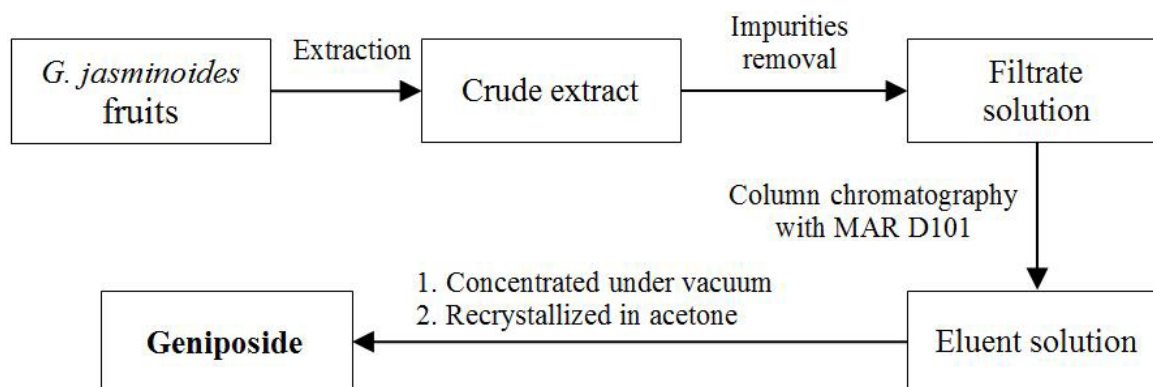 G. jasminoides
fruits
Extraction
Crude extract
Impurities
removal
Filtrate
solution
Column chromatography
with MAR D101
Eluent solution
1. Concentrated under vacuum
2. Recrystallized in acetone
Geniposide